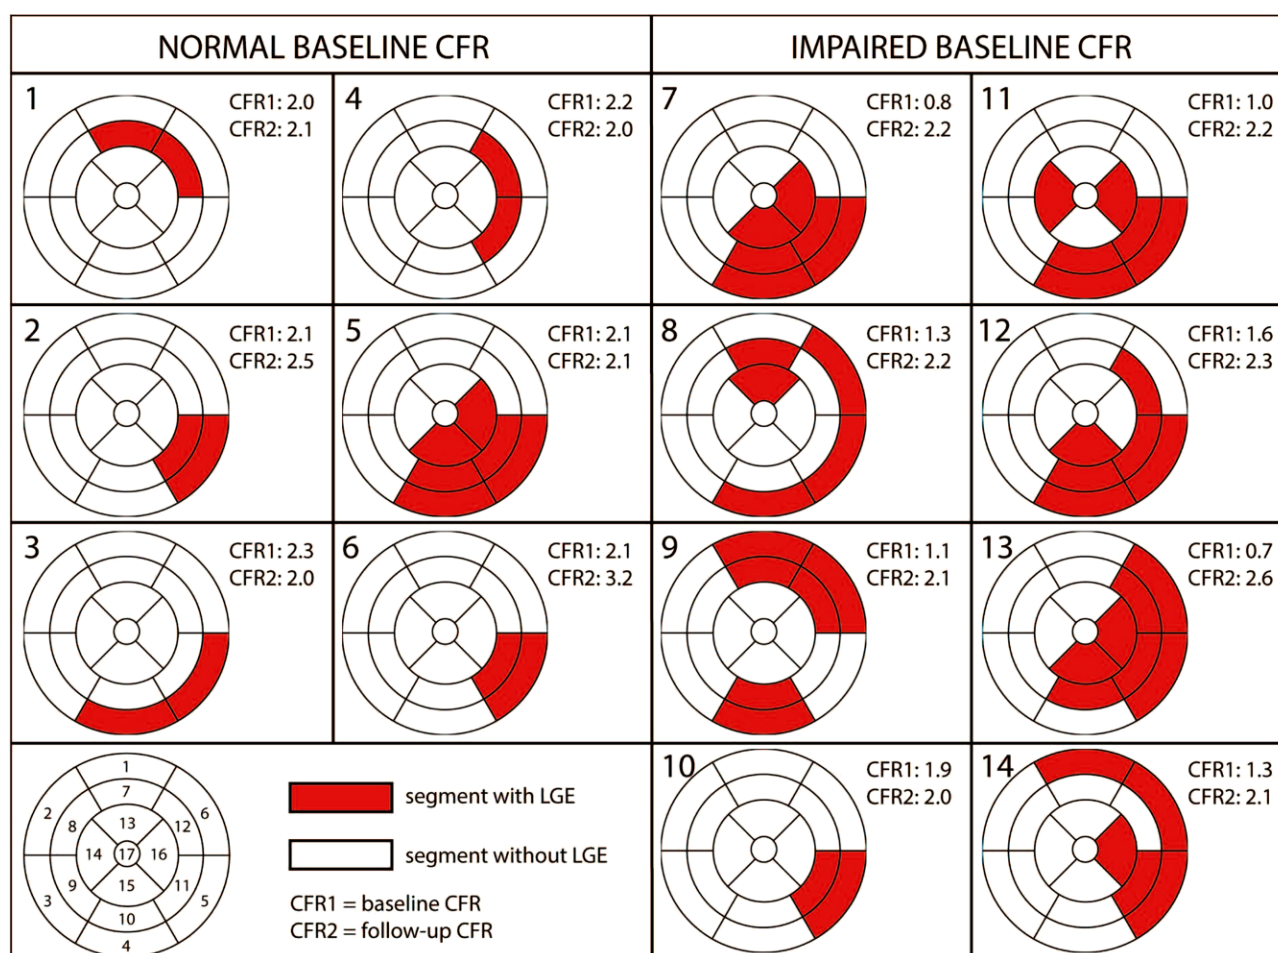 NORMAL BASELINE CFR
IMPAIRED BASELINE CFR
1
CFR1: 2.0
CFR2: 2.1
4
CFR1: 2.2
CFR2: 2.0
7
CFR1: 0.8
CFR2: 2.2
11
CFR1: 1.0
CFR2: 2.2
2
CFR1: 2.1
CFR2: 2.5
5
CFR1: 2.1
CFR2: 2.1
8
CFR1: 1.3
CFR2: 2.2
12
CFR1: 1.6
CFR2: 2.3
3
CFR1: 2.3
CFR2: 2.0
6
CFR1: 2.1
CFR2: 3.2
9
CFR1: 1.1
CFR2: 2.1
13
CFR1: 0.7
CFR2: 2.6
1
7
2
6
8
13
12
14
17
16
9
15
11
3
10
5
4
segment with LGE
segment without LGE
CFR1 = baseline CFR
CFR2 = follow-up CFR
10
CFR1: 1.9
CFR2: 2.0
14
CFR1: 1.3
CFR2: 2.1